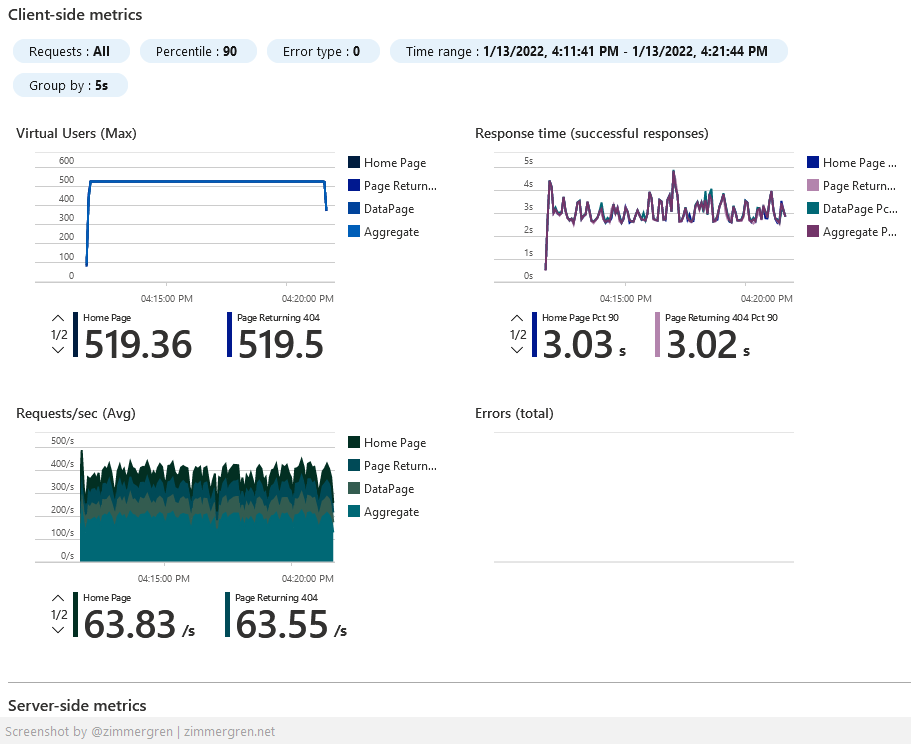 Client-side metrics
Requests : All
Percentile : 90
Error type : 0
Time range : 1/13/2022, 4:11:41 PM - 1/13/2022, 4:21:44 PM
Group by : 5s
Virtual Users (Max)
600
500
400
300
200
100
0
04:15:00 PM
04:20:00 PM
Home Page
Page Return...
DataPage
Aggregate
1/2
Home Page
519.36
Page Returning 404
519.5
Response time (successful responses)
5s
4s
3s
2s
1s
0s
04:15:00 PM
04:20:00 PM
Home Page ...
Page Return...
DataPage Pc...
Aggregate P...
1/2
Home Page Pct 90
3.03 s
Page Returning 404 Pct 90
3.02 s
Requests/sec (Avg)
500/s
400/s
300/s
200/s
100/s
0/s
04:15:00 PM
04:20:00 PM
Home Page
Page Return...
DataPage
Aggregate
1/2
Home Page
63.83 /s
Page Returning 404
63.55 /s
Errors (total)
Server-side metrics
Screenshot by @zimmergren | zimmergren.net